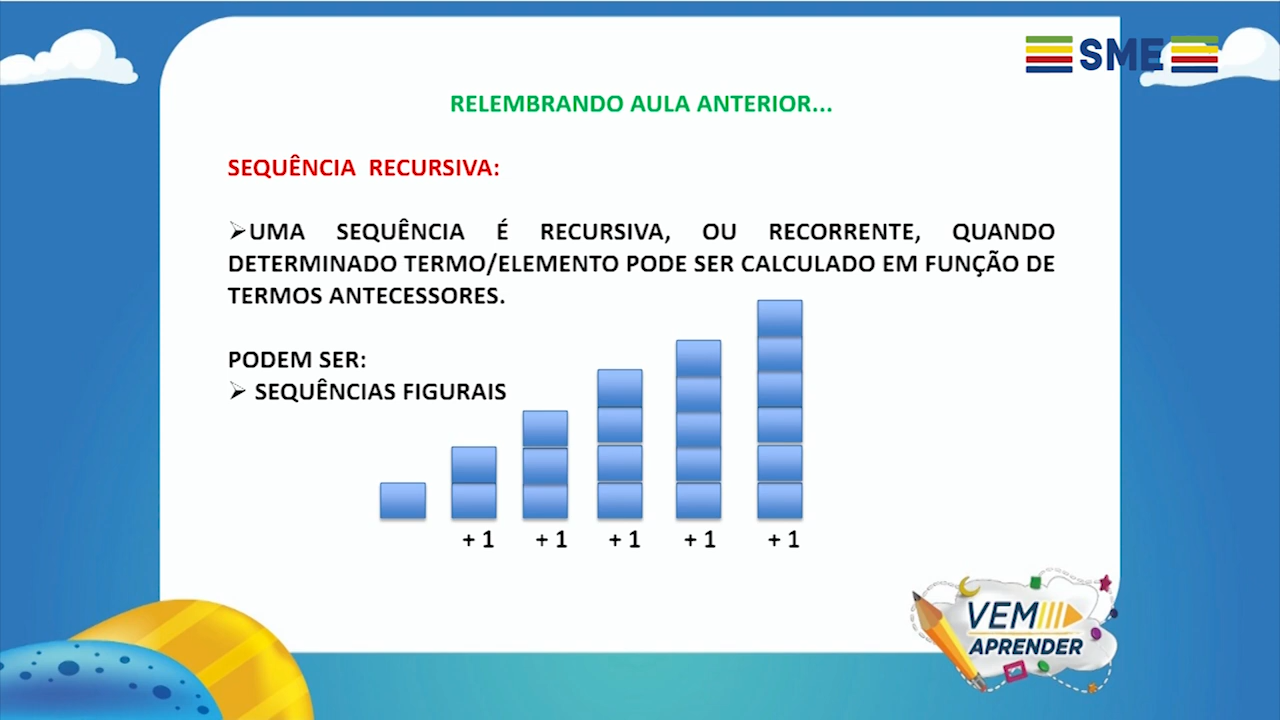 SME
RELEMBRANDO AULA ANTERIOR...
SEQUÊNCIA RECURSIVA:
➢UMA SEQUÊNCIA É RECURSIVA, OU RECORRENTE, QUANDO
DETERMINADO TERMO/ELEMENTO PODE SER CALCULADO EM FUNÇÃO DE
TERMOS ANTECESSORES.
PODEM SER:
➢ SEQUÊNCIAS FIGURAIS
+ 1 + 1 + 1 + 1 + 1
VEM
APRENDER